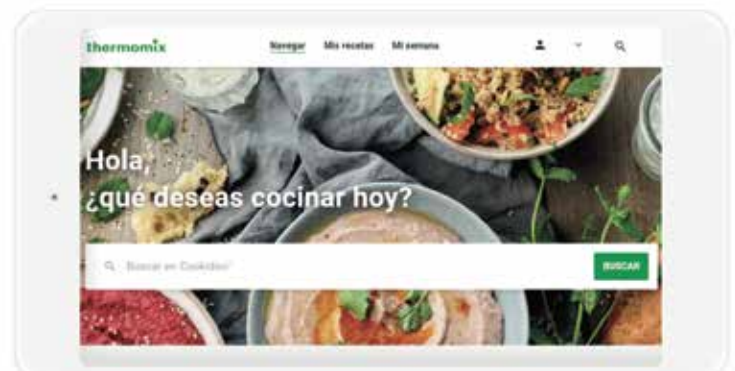 thermomix
Navegar Mis recetas Mi semana
Hola,
¿qué deseas cocinar hoy?
Buscar en Cookidoo®
BUSCAR